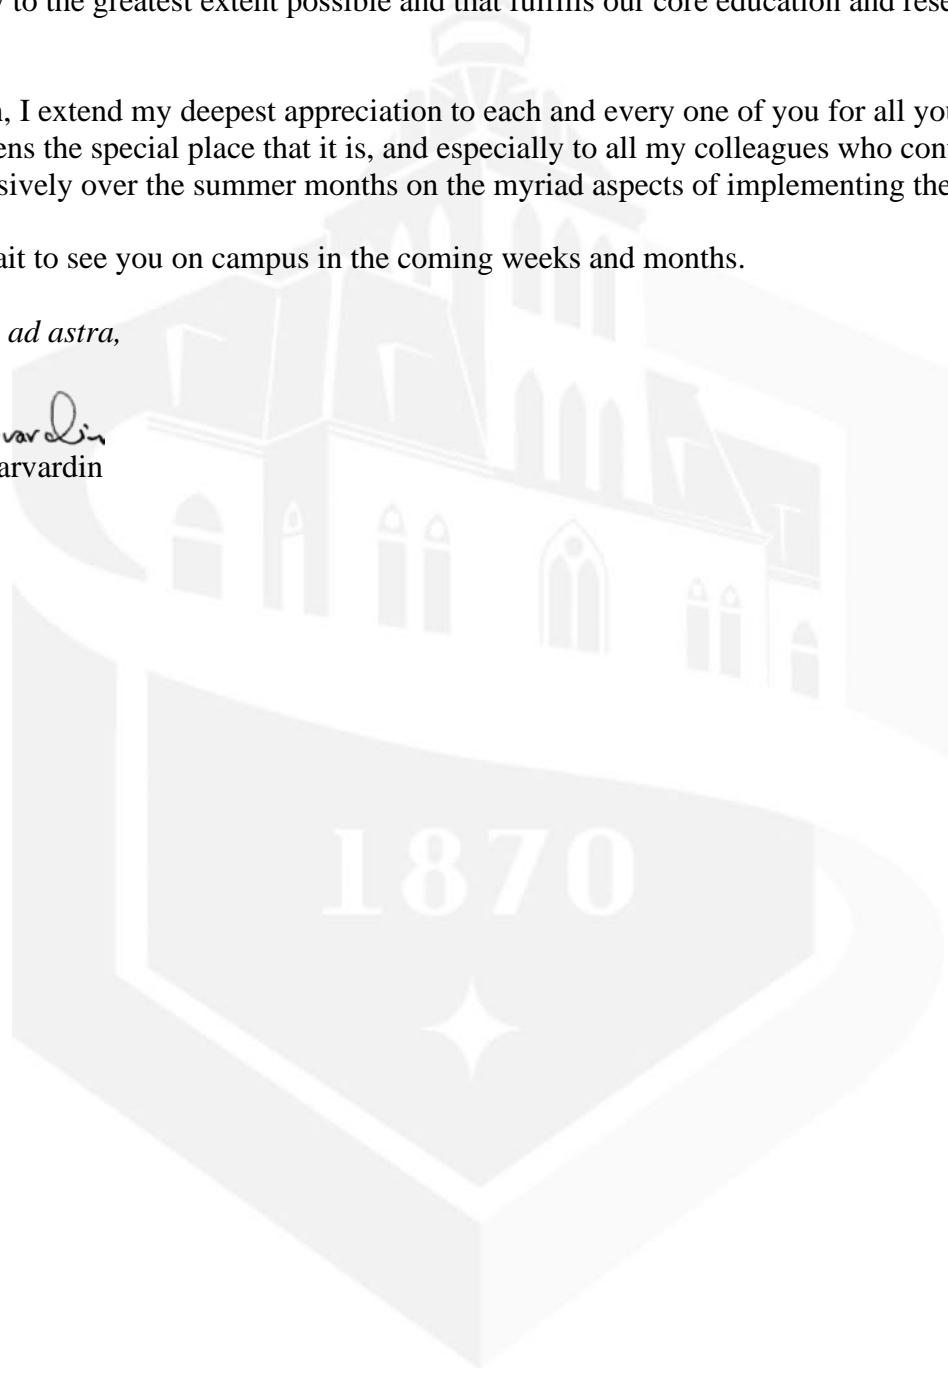 to the greatest extent possible and that fulfills our core education and rese
, I extend my deepest appreciation to each and every one of you for all you
ens the special place that it is, and especially to all my colleagues who con
sively over the summer months on the myriad aspects of implementing the
ait to see you on campus in the coming weeks and months.
ad astra,
vardin
arvardin
1870